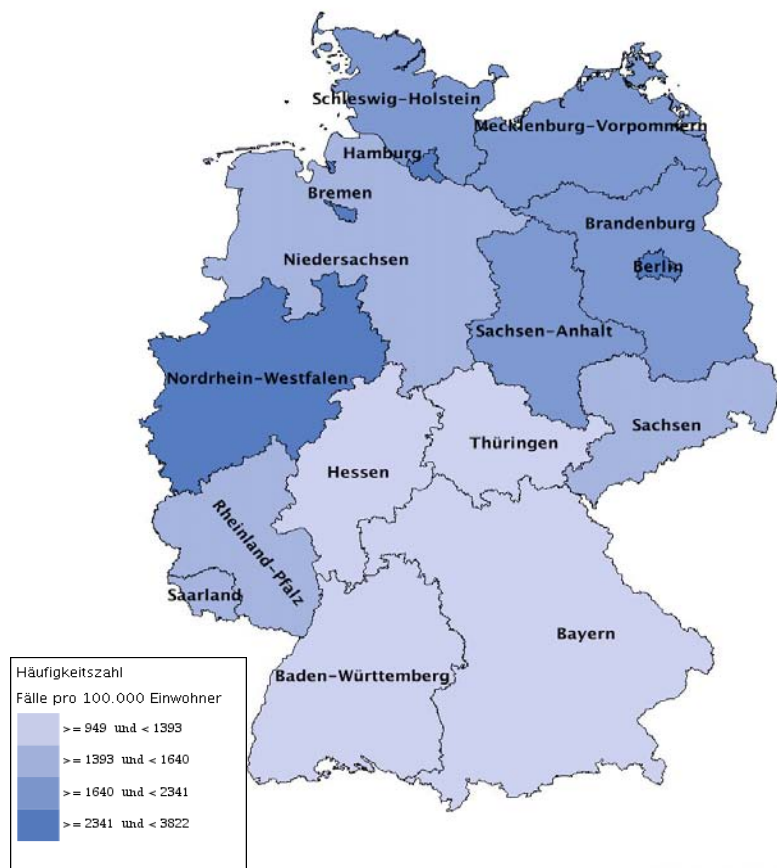 Schleswig-Holstein
Mecklenburg-Vorpommern
Hamburg
Bremen
Brandenburg
Niedersachsen
Berlin
Sachsen-Anhalt
Nordrhein-Westfalen
Sachsen
Thüringen
Hessen
Rheinland-Pfalz
Saarland
Bayern
Baden-Württemberg
Häufigkeitszahl
Fälle pro 100.000 Einwohner
>= 949 und < 1393
>= 1393 und < 1640
>= 1640 und < 2341
>= 2341 und < 3822